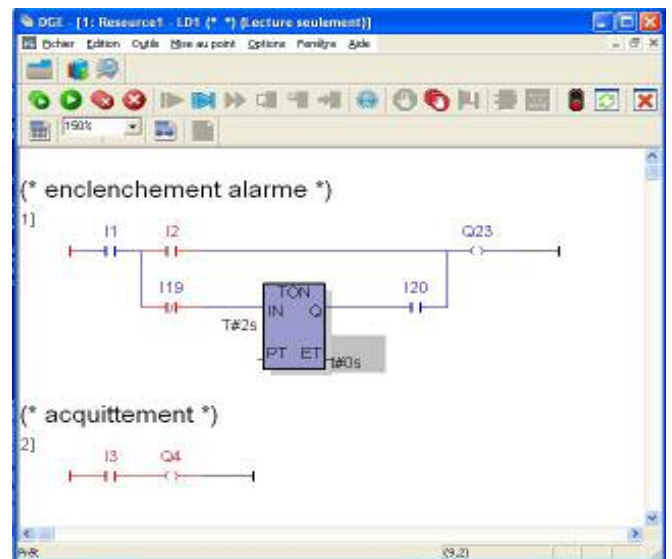 DGE - [1: Resource1 - LD1 (* *) (Lecture seulement)]
Fichier Edition Outils Mise au point Options Fenêtre Aide
150%
(* enclenchement alarme *)
1]
I1 I2 Q23
I19 TON I20
IN Q
T#2s
PT ET
t#0s
(* acquittement *)
2]
I3 Q4
Prêt (9,2)